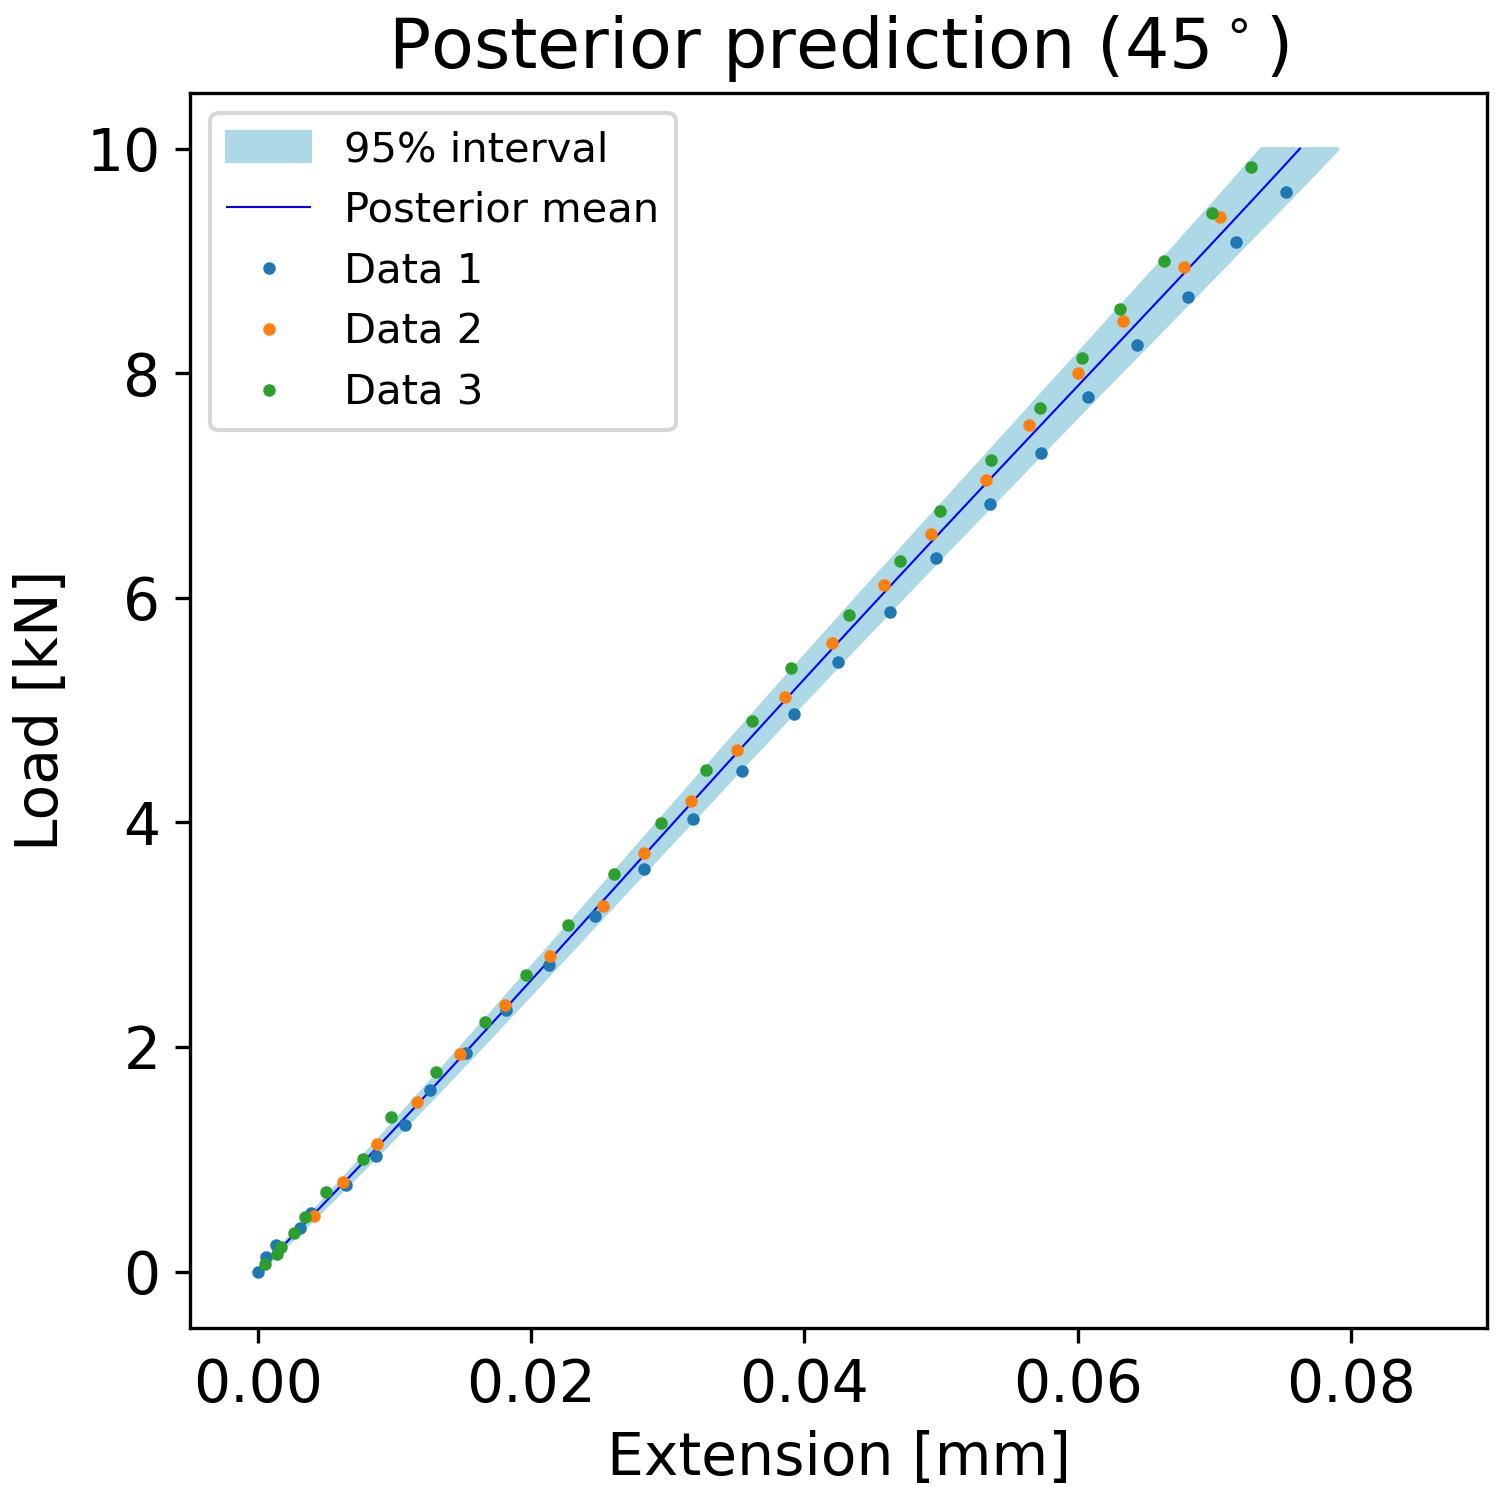 Posterior prediction (45°)
95% interval
Posterior mean
Data 1
Data 2
Data 3
10
8
6
4
2
0
Load [kN]
0.00 0.02 0.04 0.06 0.08
Extension [mm]